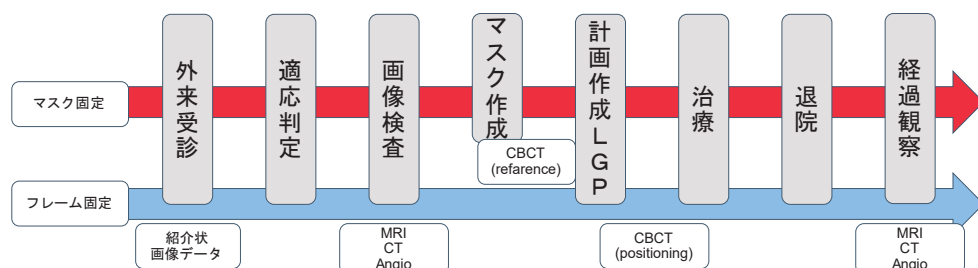 マスク固定
外来受診
適応判定
画像検査
マスク作成
計画作成LGP
治療
退院
経過観察
CBCT
(refarence)
フレーム固定
紹介状
画像データ
MRI
CT
Angio
CBCT
(positioning)
MRI
CT
Angio